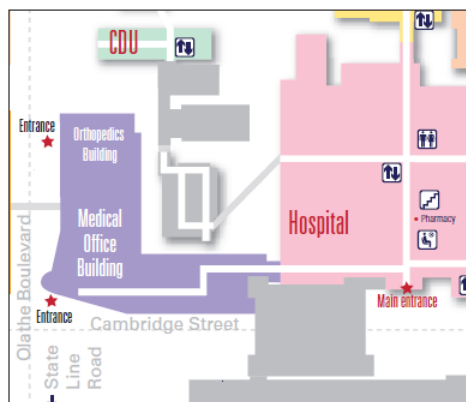 CDU
Entrance
Orthopedics
Building
Medical
Office
Building
Hospital
Pharmacy
Main entrance
Entrance
Cambridge Street
Olathe Boulevard
State
Line
Road